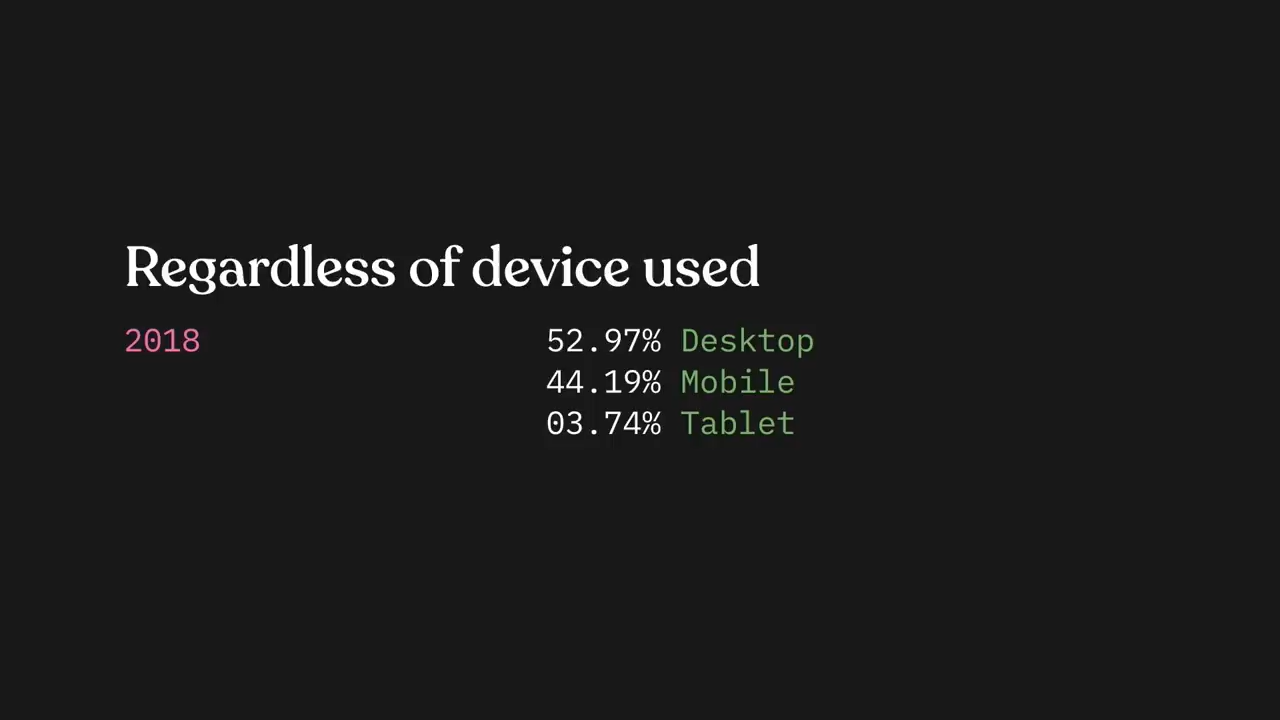 Regardless of device used
2018 52.97% Desktop
44.19% Mobile
03.74% Tablet